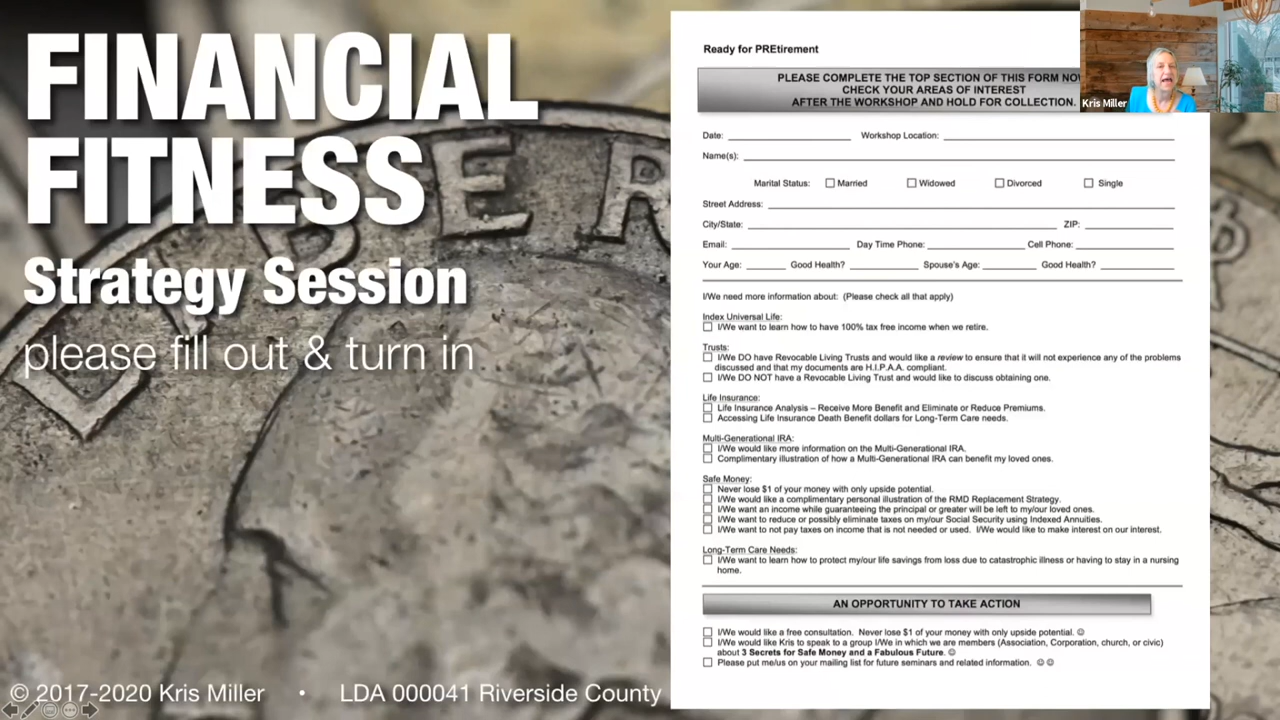 FINANCIAL
FITNESS
Strategy Session
please fill out & turn in
LIBER
© 2017-2020 Kris Miller • LDA 000041 Riverside County
Ready for PREtirement
PLEASE COMPLETE THE TOP SECTION OF THIS FORM NOW
CHECK YOUR AREAS OF INTEREST
AFTER THE WORKSHOP AND HOLD FOR COLLECTION.
Kris Miller
Date: Workshop Location:
Name(s):
Marital Status: Married Widowed Divorced Single
Street Address:
City/State: ZIP:
Email: Day Time Phone: Cell Phone:
Your Age: Good Health? Spouse's Age: Good Health?
I/We need more information about: (Please check all that apply)
Index Universal Life:
I/We want to learn how to have 100% tax free income when we retire.
Trusts:
I/We DO have Revocable Living Trusts and would like a review to ensure that it will not experience any of the problems
discussed and that my documents are H.I.P.A.A. compliant.
I/We DO NOT have a Revocable Living Trust and would like to discuss obtaining one.
Life Insurance:
Life Insurance Analysis – Receive More Benefit and Eliminate or Reduce Premiums.
Accessing Life Insurance Death Benefit dollars for Long-Term Care needs.
Multi-Generational IRA:
I/We would like more information on the Multi-Generational IRA.
Complimentary illustration of how a Multi-Generational IRA can benefit my loved ones.
Safe Money:
Never lose $1 of your money with only upside potential.
I/We would like a complimentary personal illustration of the RMD Replacement Strategy.
I/We want an income while guaranteeing the principal or greater will be left to my/our loved ones.
I/We want to reduce or possibly eliminate taxes on my/our Social Security using Indexed Annuities.
I/We want to not pay taxes on income that is not needed or used. I/We would like to make interest on our interest.
Long-Term Care Needs:
I/We want to learn how to protect my/our life savings from loss due to catastrophic illness or having to stay in a nursing
home.
AN OPPORTUNITY TO TAKE ACTION
I/We would like a free consultation. Never lose $1 of your money with only upside potential. ☺
I/We would like Kris to speak to a group I/We in which we are members (Association, Corporation, church, or civic)
about 3 Secrets for Safe Money and a Fabulous Future. ☺
Please put me/us on your mailing list for future seminars and related information. ☺ ☺